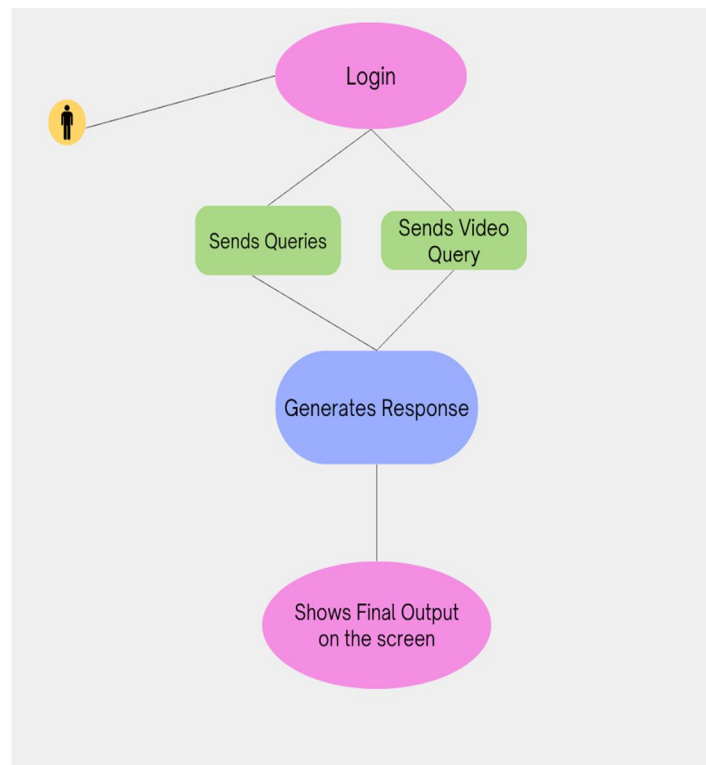 Login
Sends Queries
Sends Video
Query
Generates Response
Shows Final Output
on the screen